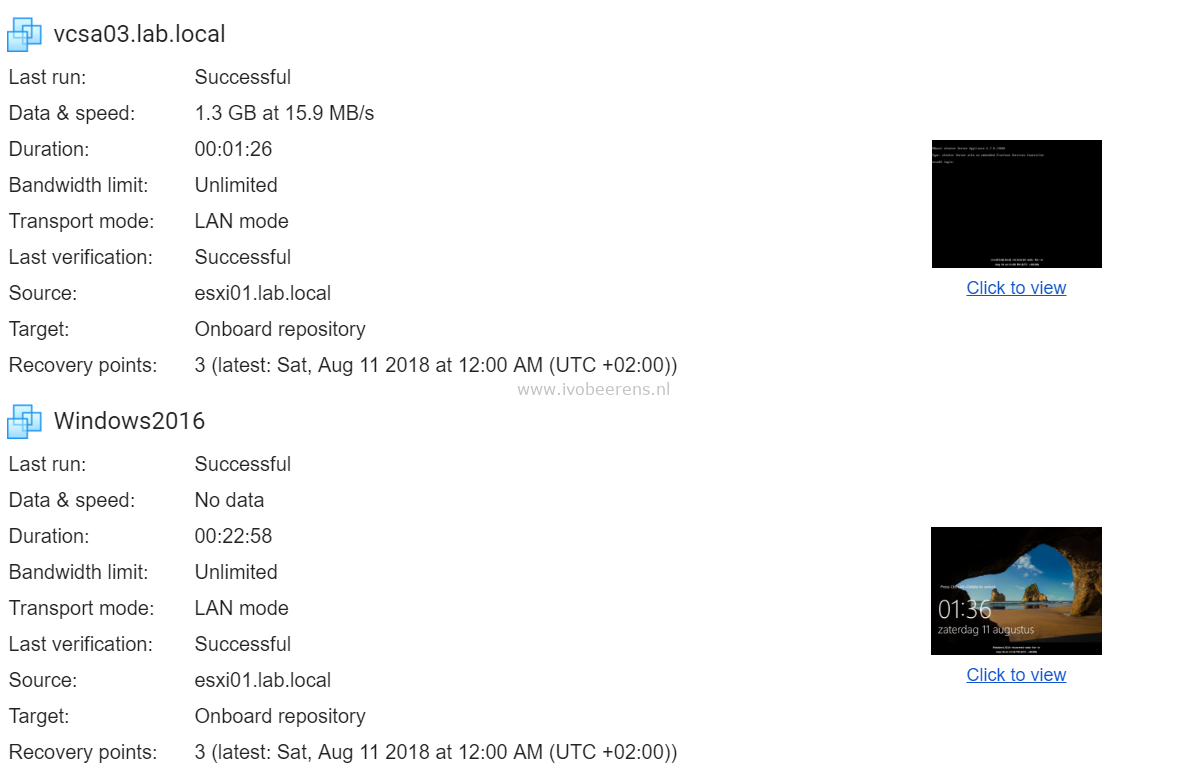 vcsa03.lab.local
Last run: Successful
Data & speed: 1.3 GB at 15.9 MB/s
Duration: 00:01:26
Bandwidth limit: Unlimited
Transport mode: LAN mode
Last verification: Successful
Source: esxi01.lab.local
Target: Onboard repository
Recovery points: 3 (latest: Sat, Aug 11 2018 at 12:00 AM (UTC +02:00))
Click to view
www.ivobeerens.nl
Windows2016
Last run: Successful
Data & speed: No data
Duration: 00:22:58
Bandwidth limit: Unlimited
Transport mode: LAN mode
Last verification: Successful
Source: esxi01.lab.local
Target: Onboard repository
Recovery points: 3 (latest: Sat, Aug 11 2018 at 12:00 AM (UTC +02:00))
01:36
zaterdag 11 augustus
Click to view